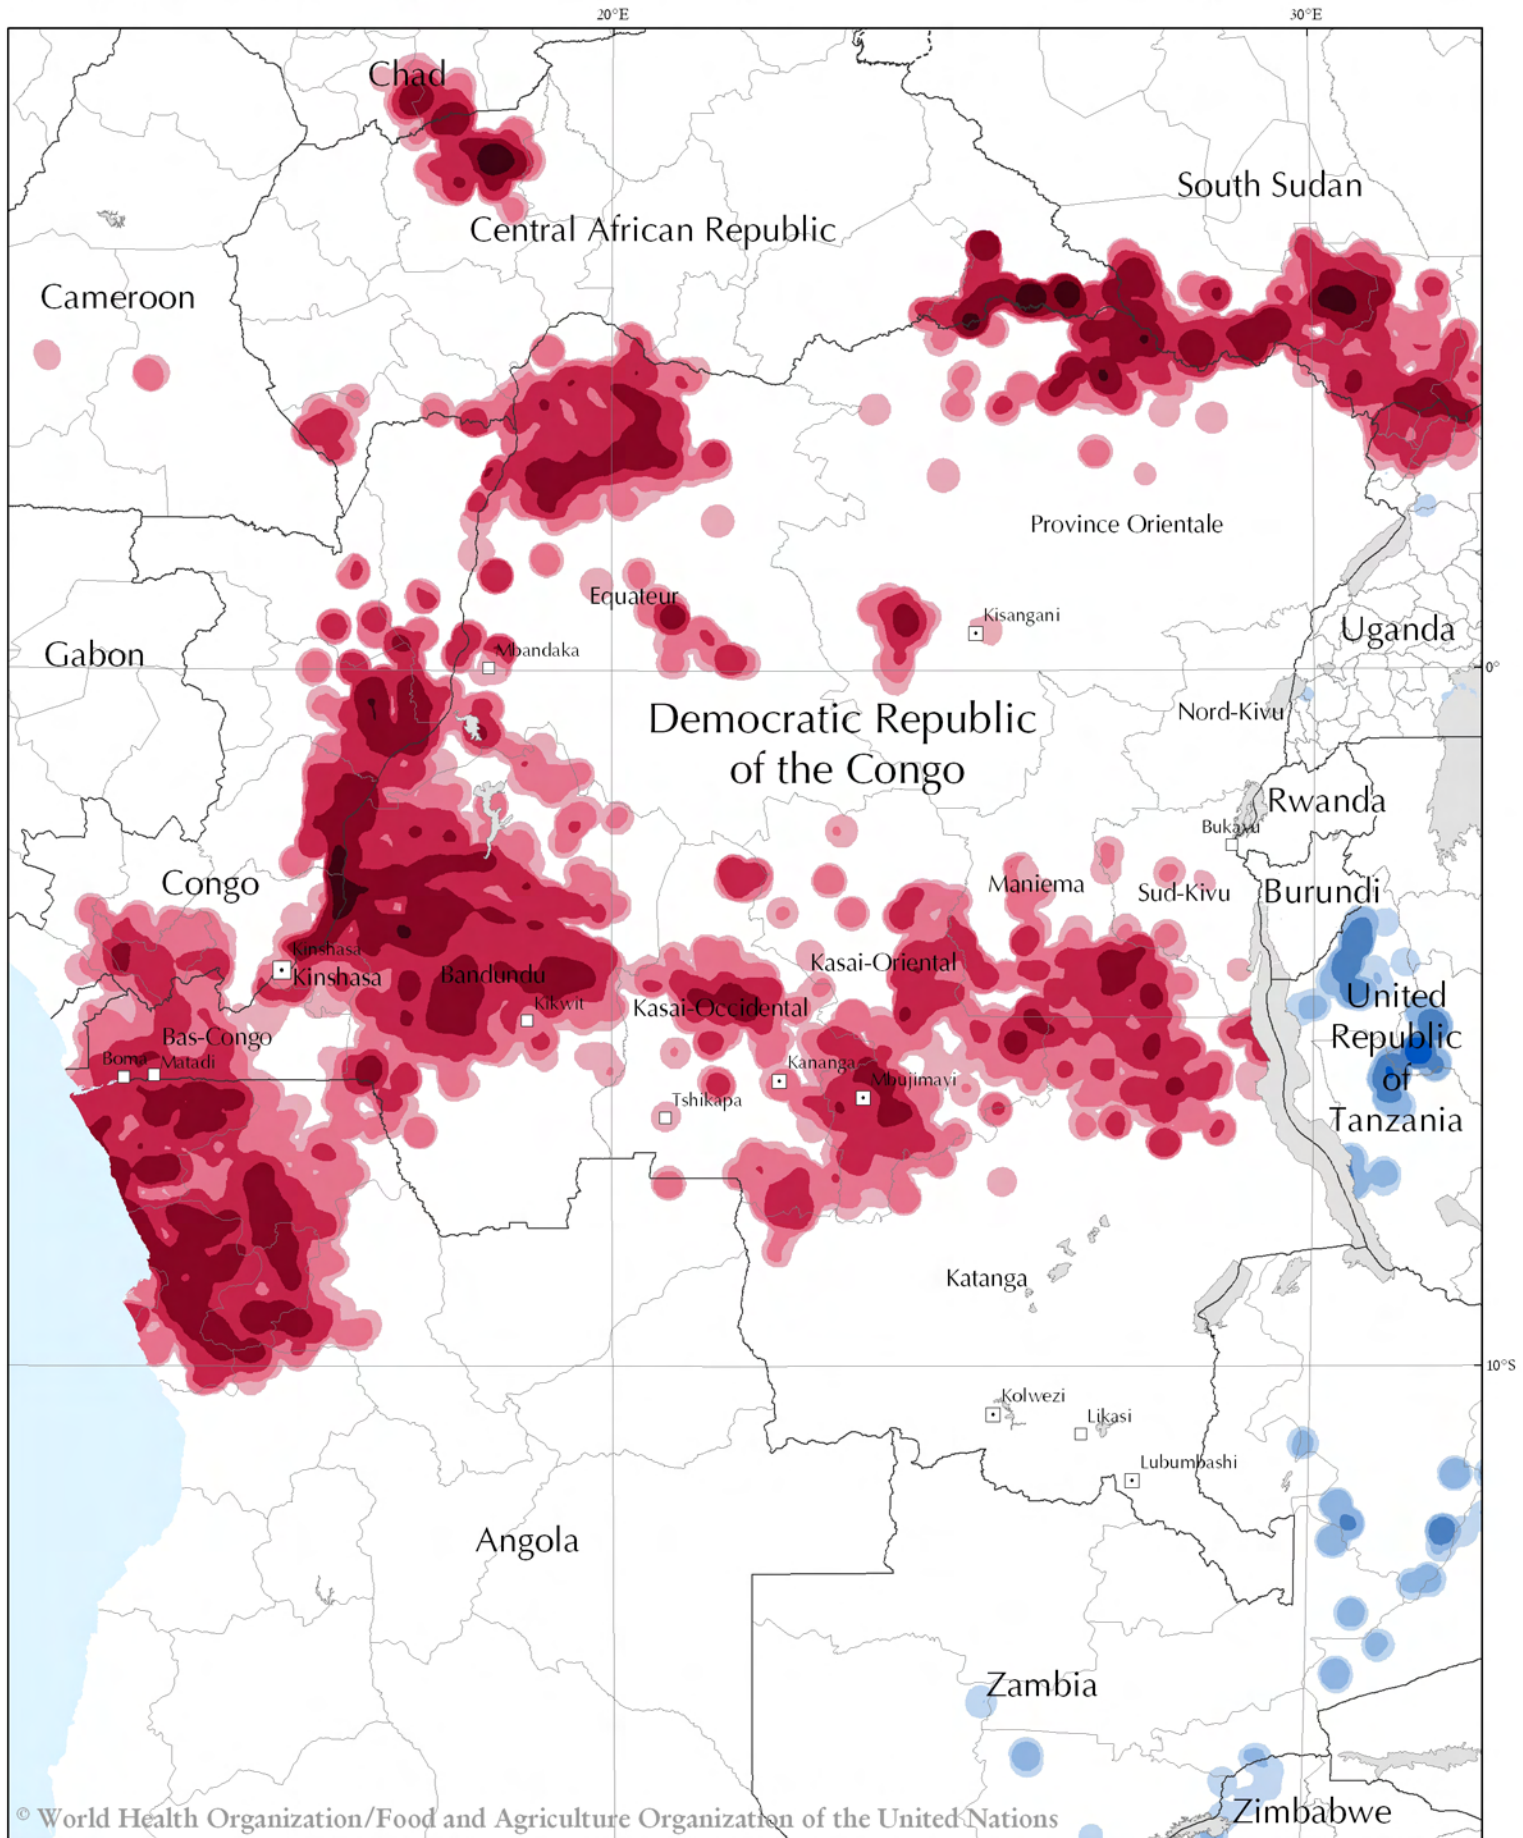 20°E
30°E
Chad
South Sudan
Central African Republic
Cameroon
Province Orientale
Equateur
Kisangani
Uganda
Gabon
Mbandaka
0°
Nord-Kivu
Democratic Republic
of the Congo
Rwanda
Bukavu
Congo
Maniema
Sud-Kivu
Burundi
Kinshasa
Kinshasa
Bandundu
Kasai-Oriental
Kikwit
Kasai-Occidental
United
Republic
of
Tanzania
Bas-Congo
Boma
Matadi
Kananga
Mbujimayi
Tshikapa
Katanga
10°S
Kolwezi
Likasi
Lubumbashi
Angola
Zambia
Zimbabwe
© World Health Organization/Food and Agriculture Organization of the United Nations